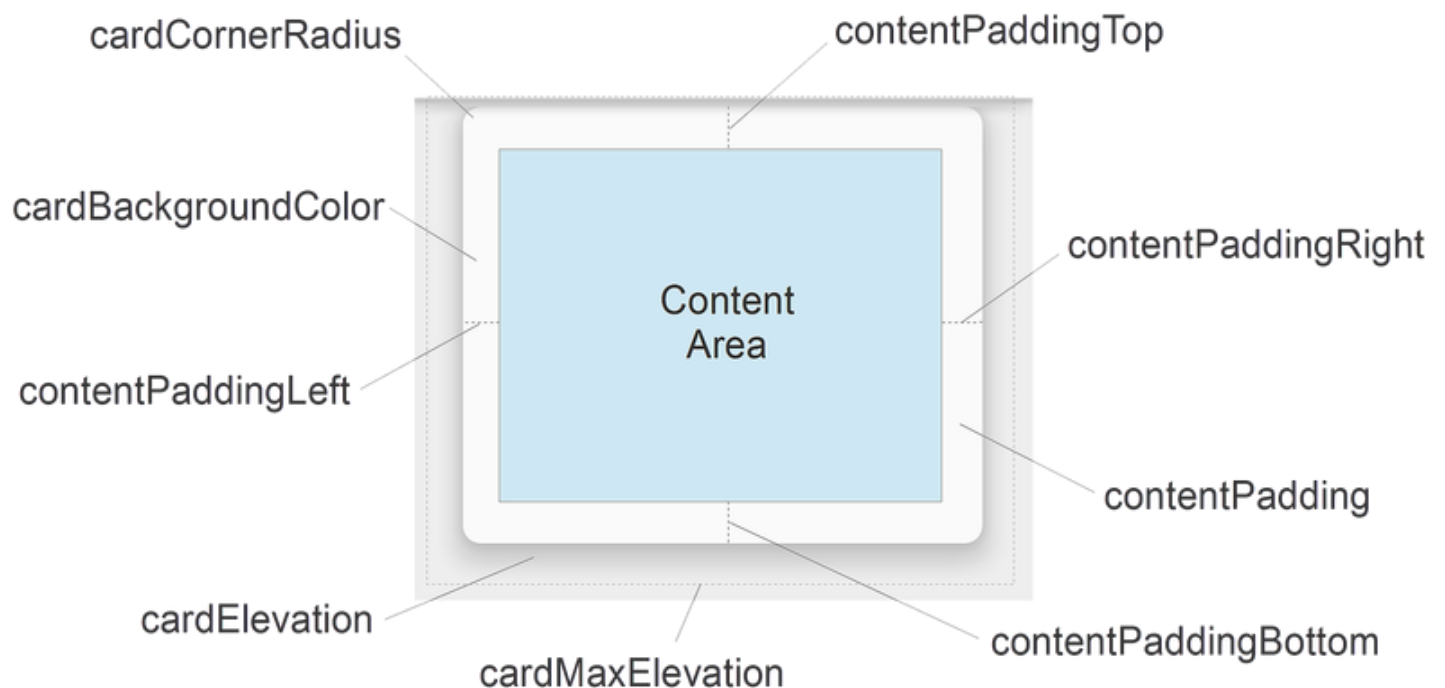 cardCornerRadius
contentPaddingTop
cardBackgroundColor
contentPaddingRight
Content
Area
contentPaddingLeft
contentPadding
cardElevation
contentPaddingBottom
cardMaxElevation